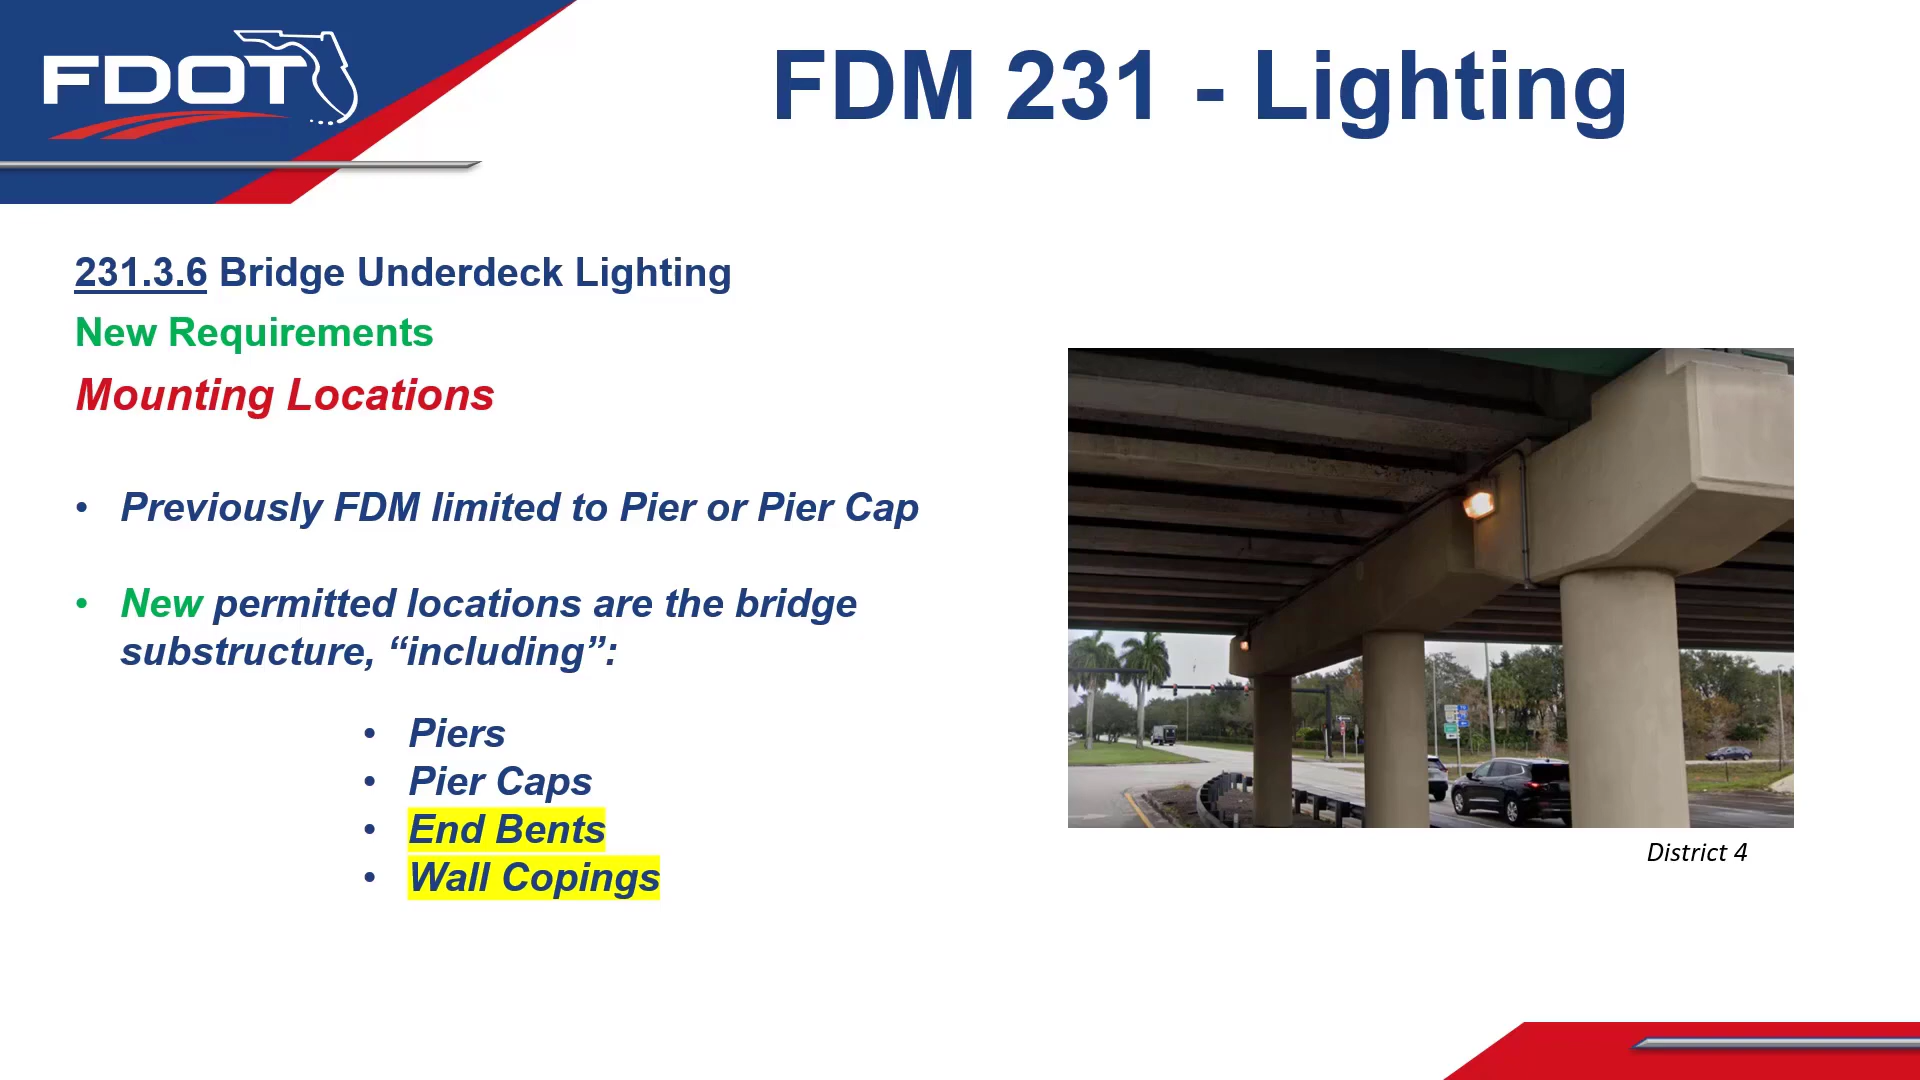 FDOT
FDM 231 - Lighting
231.3.6 Bridge Underdeck Lighting
New Requirements
Mounting Locations
• Previously FDM limited to Pier or Pier Cap
• New permitted locations are the bridge
substructure, “including”:
• Piers
• Pier Caps
• End Bents
• Wall Copings
District 4